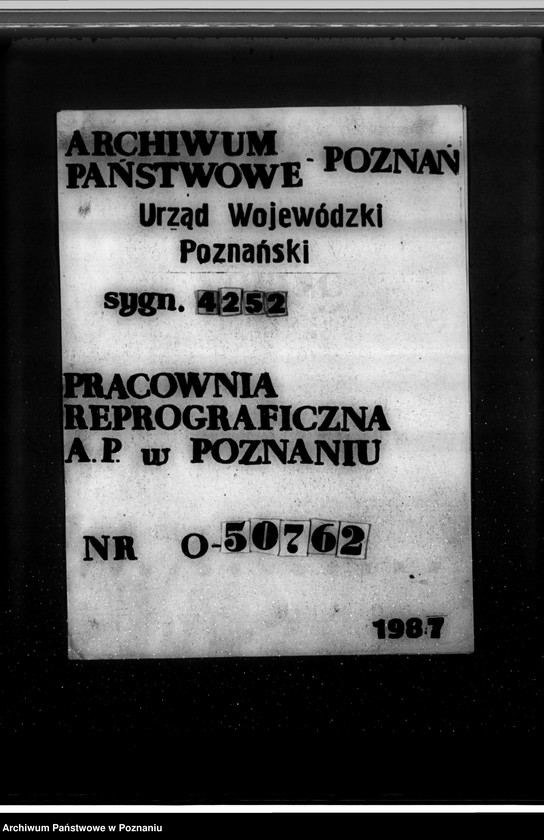 ARCHIWUM
PAŃSTWOWE - POZNAŃ
Urząd Wojewódzki
Poznański
sygn. 4252
PRACOWNIA
REPROGRAFICZNA
A.P. w POZNANIU
NR O-50762
1987
Archiwum Państwowe w Poznaniu